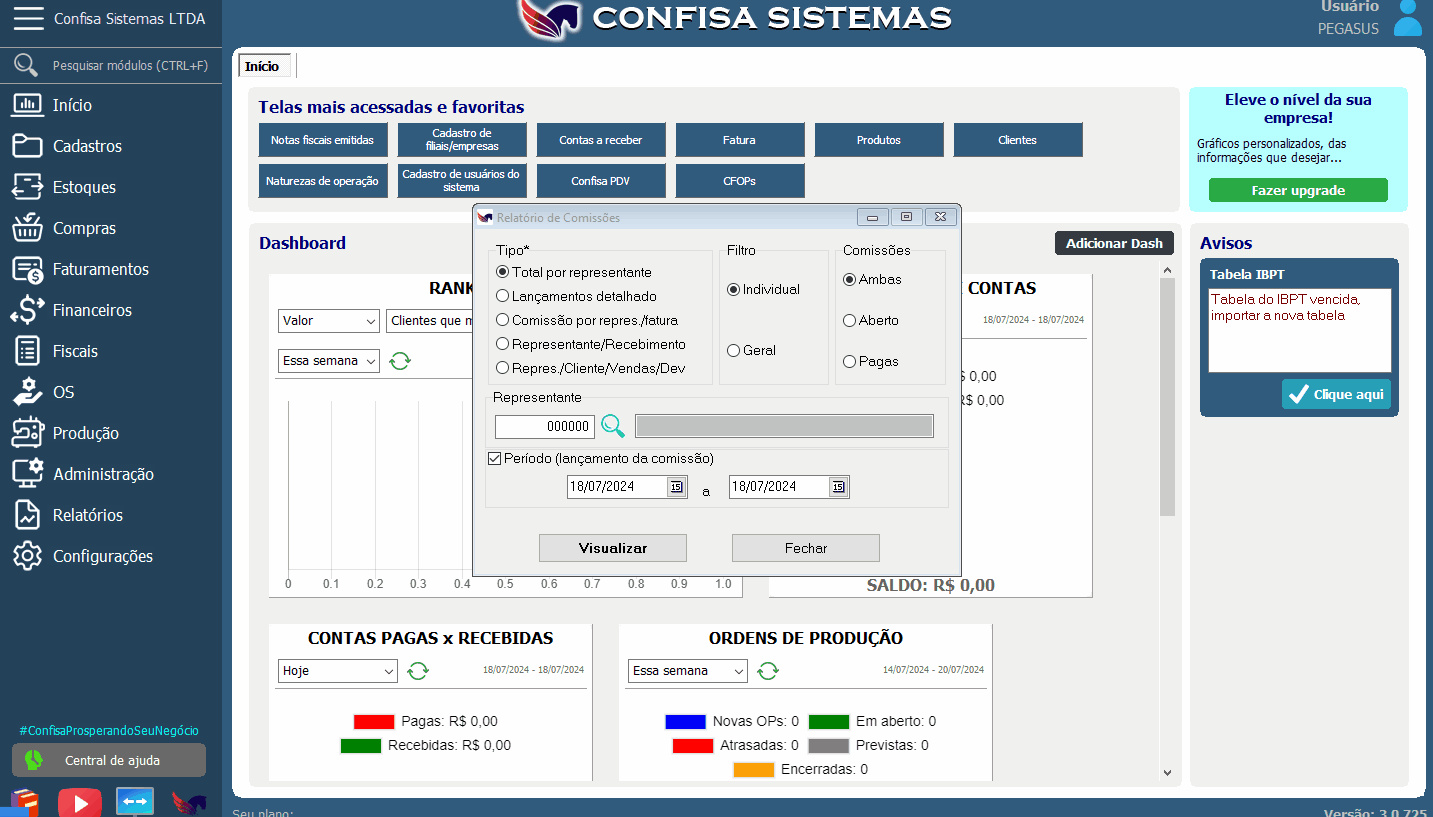 Confisa Sistemas LTDA
Pesquisar módulos (CTRL+F)
Início
Cadastros
Estoques
Compras
Faturamentos
Financeiros
Fiscais
OS
Produção
Administração
Relatórios
Configurações
#ConfisaProsperandoSeuNegócio
Central de ajuda
CONFISA SISTEMAS
Usuário
PEGASUS
Início
Telas mais acessadas e favoritas
Notas fiscais emitidas
Cadastro de
filiais/empresas
Contas a receber
Fatura
Produtos
Clientes
Naturezas de operação
Cadastro de usuários do
sistema
Confisa PDV
CFOPs
Eleve o nível da sua
empresa!
Gráficos personalizados, das
informações que desejar...
Fazer upgrade
Dashboard
Adicionar Dash
RANK
Valor
Clientes que m
Essa semana
0 0.1 0.2 0.3 0.4 0.5 0.6 0.7 0.8 0.9 1.0
E CONTAS
18/07/2024 - 18/07/2024
$ 0,00
R$ 0,00
SALDO: R$ 0,00
Relatório de Comissões
Tipo*
Total por representante
Lançamentos detalhado
Comissão por repres./fatura
Representante/Recebimento
Repres./Cliente/Vendas/Dev
Filtro
Individual
Geral
Comissões
Ambas
Aberto
Pagas
Representante
000000
Período (lançamento da comissão)
18/07/2024 15 a 18/07/2024 15
Visualizar
Fechar
CONTAS PAGAS x RECEBIDAS
Hoje
18/07/2024 - 18/07/2024
Pagas: R$ 0,00
Recebidas: R$ 0,00
ORDENS DE PRODUÇÃO
Essa semana
14/07/2024 - 20/07/2024
Novas OPs: 0 Em aberto: 0
Atrasadas: 0 Previstas: 0
Encerradas: 0
Avisos
Tabela IBPT
Tabela do IBPT vencida,
importar a nova tabela
Clique aqui
Seu plano:
Versão: 3.0.725